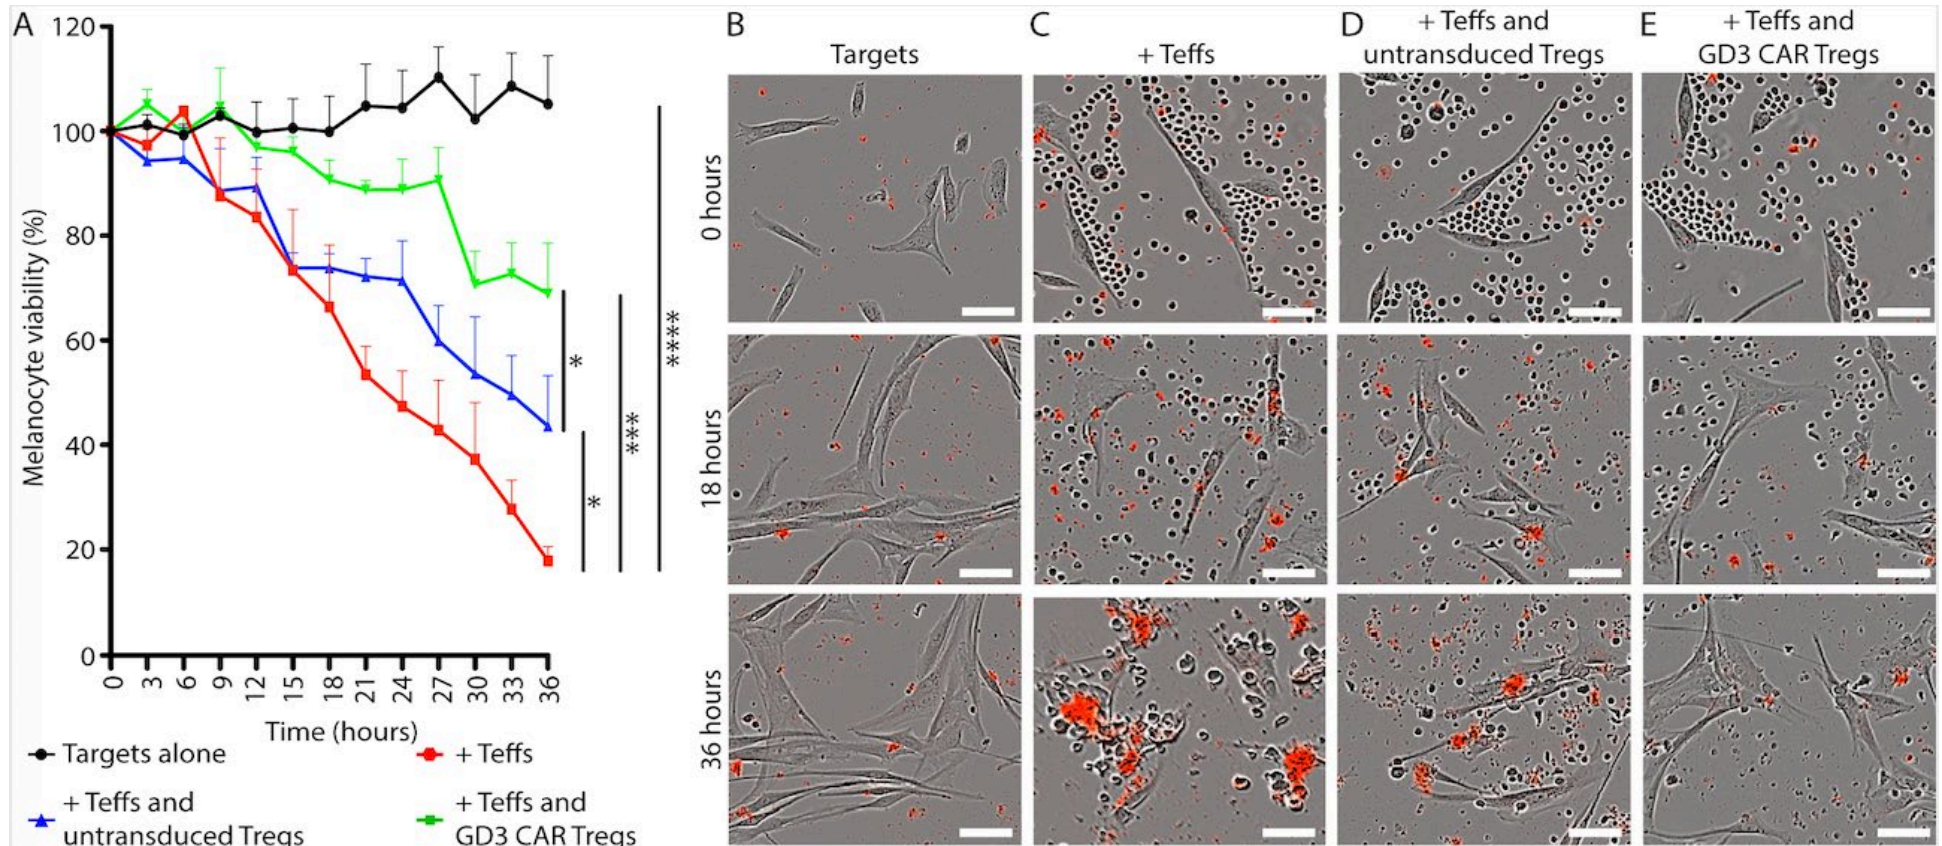 A
120
100
80
60
40
20
0
Melanocyte viability (%)
0 3 6 9 12 15 18 21 24 27 30 33 36
Time (hours)
*
*
***
****
Targets alone
+ Teffs
+ Teffs and
untransduced Tregs
+ Teffs and
GD3 CAR Tregs
B
Targets
C
+ Teffs
D
+ Teffs and
untransduced Tregs
E
+ Teffs and
GD3 CAR Tregs
0 hours
18 hours
36 hours